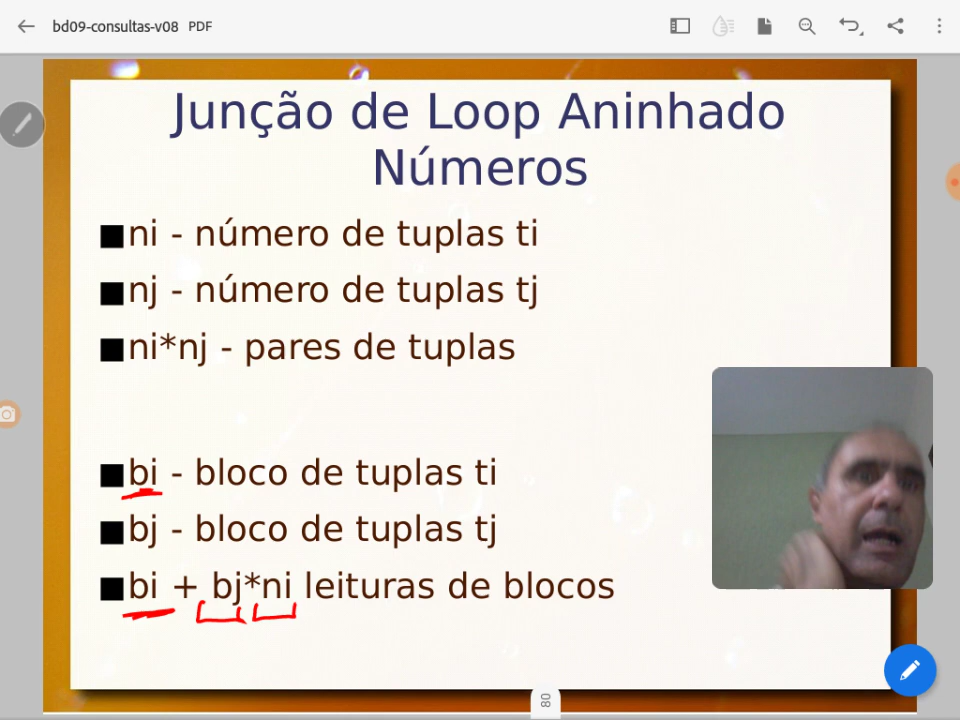 bd09-consultas-v08 PDF
Junção de Loop Aninhado
Números
ni - número de tuplas ti
nj - número de tuplas tj
ni*nj - pares de tuplas
bi - bloco de tuplas ti
bj - bloco de tuplas tj
bi + bj*ni leituras de blocos
80